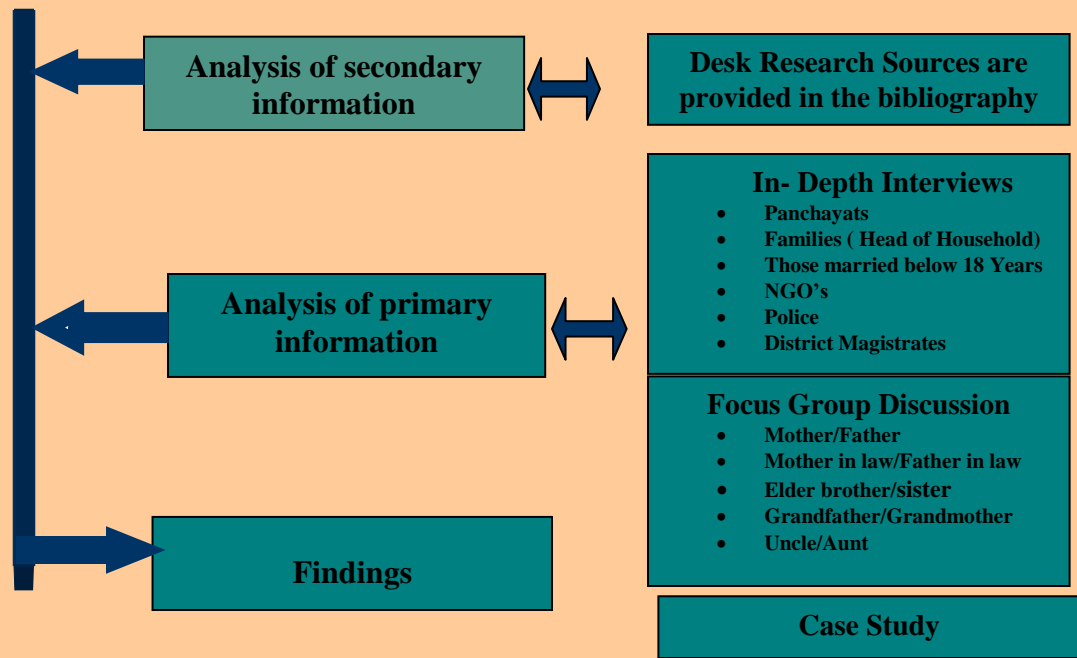 Analysis of secondary
information
Desk Research Sources are
provided in the bibliography
In- Depth Interviews
• Panchayats
• Families ( Head of Household)
• Those married below 18 Years
• NGO’s
• Police
• District Magistrates
Analysis of primary
information
Focus Group Discussion
• Mother/Father
• Mother in law/Father in law
• Elder brother/sister
• Grandfather/Grandmother
• Uncle/Aunt
Findings
Case Study